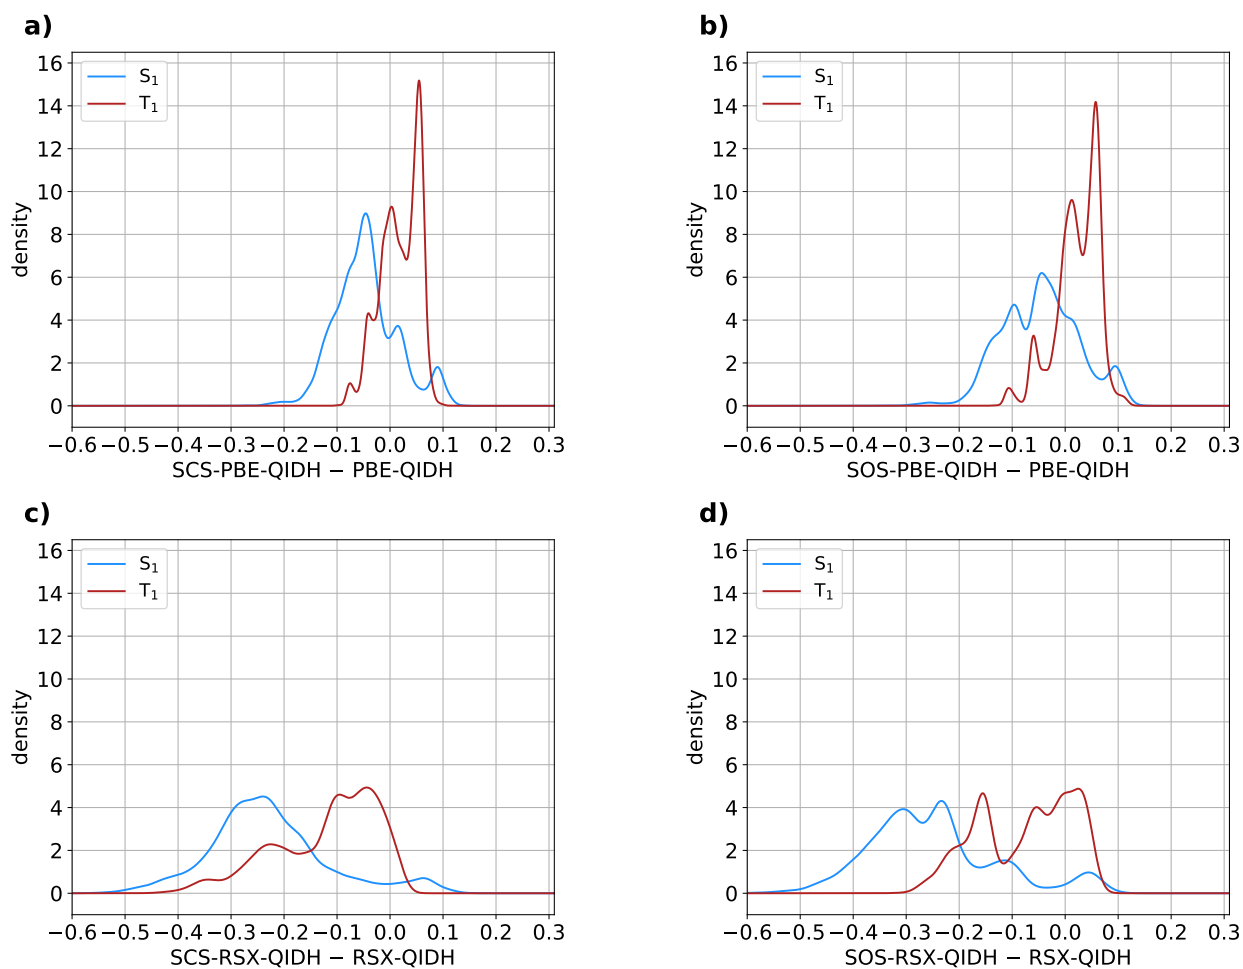 a)
16
14
12
10
8
6
4
2
0
density
S₁
T₁
−0.6 −0.5 −0.4 −0.3 −0.2 −0.1 0.0 0.1 0.2 0.3
SCS-PBE-QIDH − PBE-QIDH
b)
16
14
12
10
8
6
4
2
0
density
S₁
T₁
−0.6 −0.5 −0.4 −0.3 −0.2 −0.1 0.0 0.1 0.2 0.3
SOS-PBE-QIDH − PBE-QIDH
c)
16
14
12
10
8
6
4
2
0
density
S₁
T₁
−0.6 −0.5 −0.4 −0.3 −0.2 −0.1 0.0 0.1 0.2 0.3
SCS-RSX-QIDH − RSX-QIDH
d)
16
14
12
10
8
6
4
2
0
density
S₁
T₁
−0.6 −0.5 −0.4 −0.3 −0.2 −0.1 0.0 0.1 0.2 0.3
SOS-RSX-QIDH − RSX-QIDH